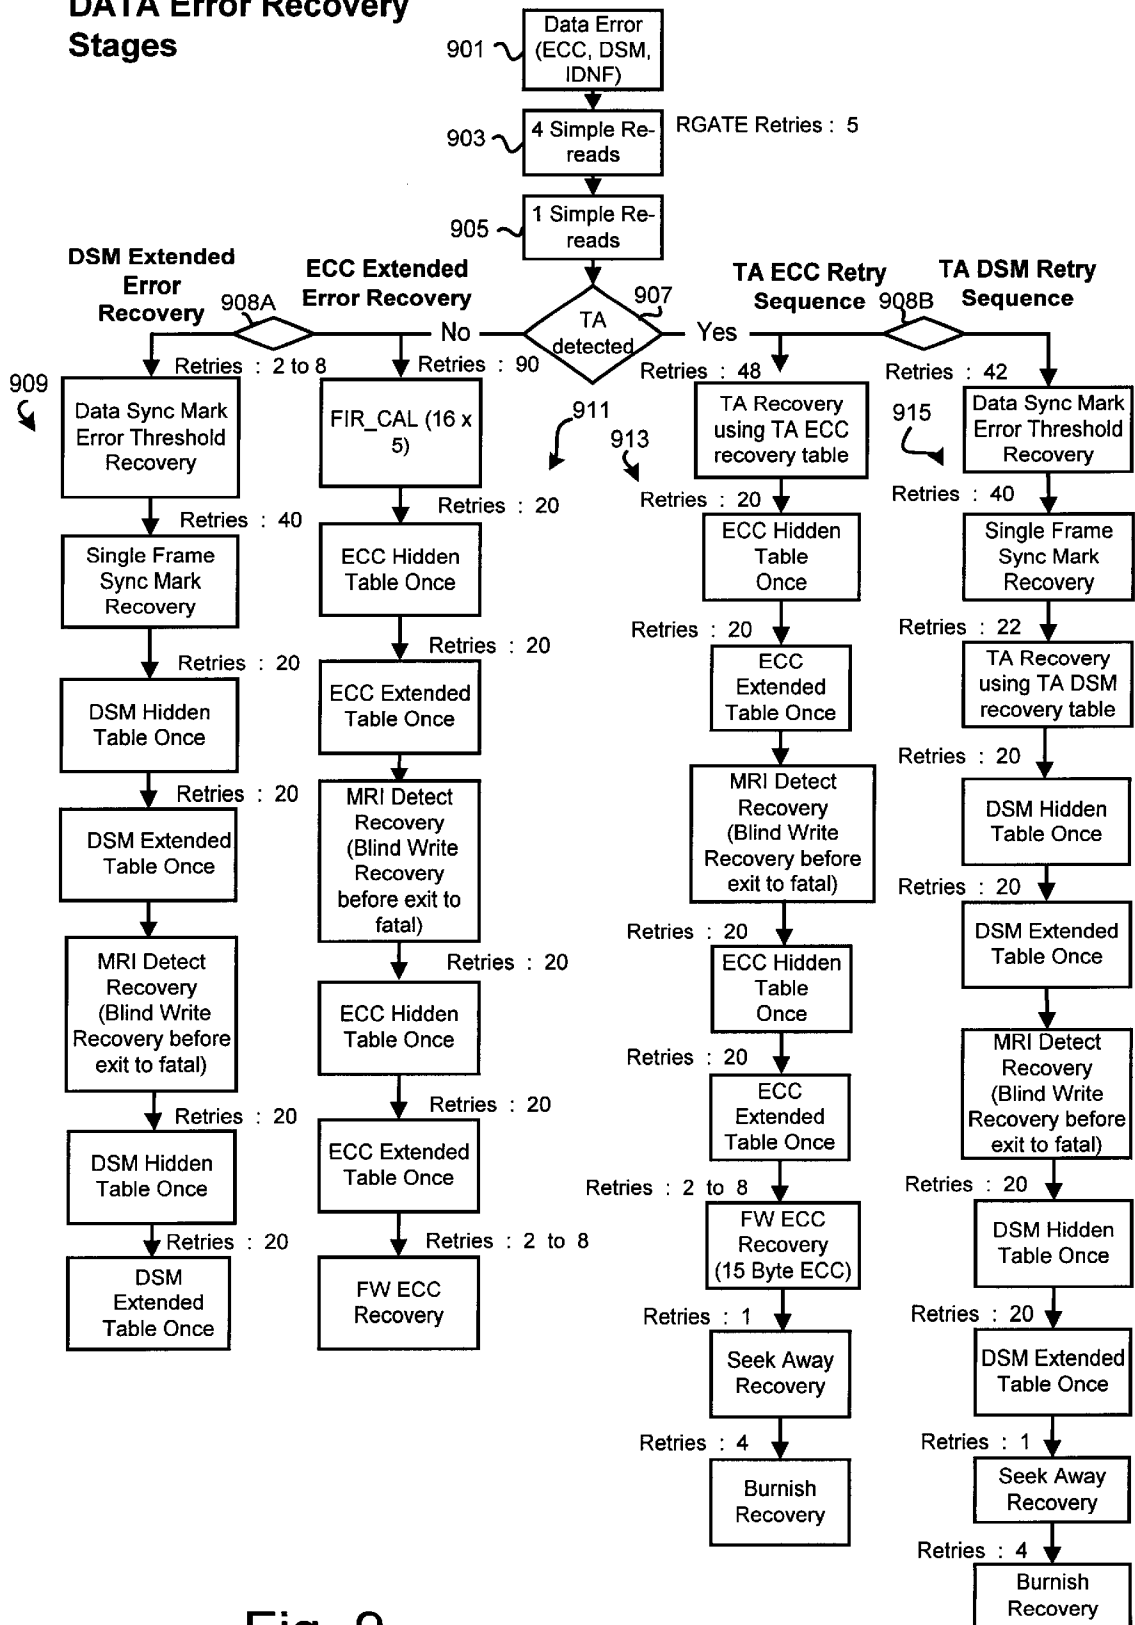 DATA Error Recovery
Stages
901
Data Error
(ECC, DSM,
IDNF)
903
4 Simple Re-
reads
RGATE Retries : 5
905
1 Simple Re-
reads
907
TA
detected
No
Yes
DSM Extended
Error
Recovery
908A
ECC Extended
Error Recovery
TA ECC Retry
Sequence
908B
TA DSM Retry
Sequence
909
Retries : 2 to 8
Data Sync Mark
Error Threshold
Recovery
Retries : 40
Single Frame
Sync Mark
Recovery
Retries : 20
DSM Hidden
Table Once
Retries : 20
DSM Extended
Table Once
MRI Detect
Recovery
(Blind Write
Recovery before
exit to fatal)
Retries : 20
DSM Hidden
Table Once
Retries : 20
DSM
Extended
Table Once
911
Retries : 90
FIR_CAL (16 x
5)
Retries : 20
ECC Hidden
Table Once
Retries : 20
ECC Extended
Table Once
MRI Detect
Recovery
(Blind Write
Recovery
before exit to
fatal)
Retries : 20
ECC Hidden
Table Once
Retries : 20
ECC Extended
Table Once
Retries : 2 to 8
FW ECC
Recovery
913
Retries : 48
TA Recovery
using TA ECC
recovery table
Retries : 20
ECC Hidden
Table
Once
Retries : 20
ECC
Extended
Table Once
MRI Detect
Recovery
(Blind Write
Recovery before
exit to fatal)
Retries : 20
ECC Hidden
Table
Once
Retries : 20
ECC
Extended
Table Once
Retries : 2 to 8
FW ECC
Recovery
(15 Byte ECC)
Retries : 1
Seek Away
Recovery
Retries : 4
Burnish
Recovery
915
Retries : 42
Data Sync Mark
Error Threshold
Recovery
Retries : 40
Single Frame
Sync Mark
Recovery
Retries : 22
TA Recovery
using TA DSM
recovery table
Retries : 20
DSM Hidden
Table Once
Retries : 20
DSM Extended
Table Once
MRI Detect
Recovery
(Blind Write
Recovery before
exit to fatal)
Retries : 20
DSM Hidden
Table Once
Retries : 20
DSM Extended
Table Once
Retries : 1
Seek Away
Recovery
Retries : 4
Burnish
Recovery
Fig. 9